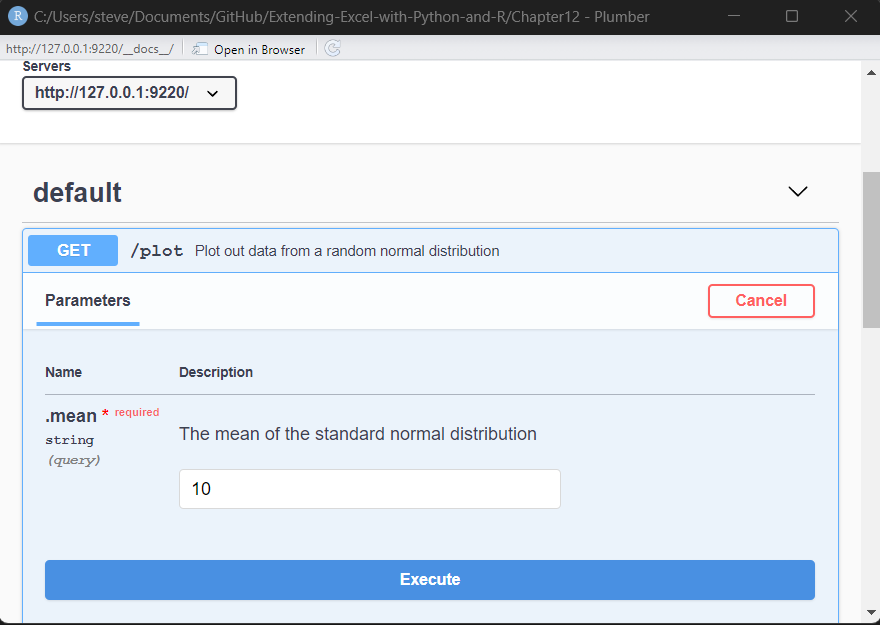 R C:/Users/steve/Documents/GitHub/Extending-Excel-with-Python-and-R/Chapter12 - Plumber
http://127.0.0.1:9220/__docs__/ Open in Browser
Servers
http://127.0.0.1:9220/
default
GET /plot Plot out data from a random normal distribution
Parameters Cancel
Name Description
.mean * required
The mean of the standard normal distribution
string
(query)
10
Execute